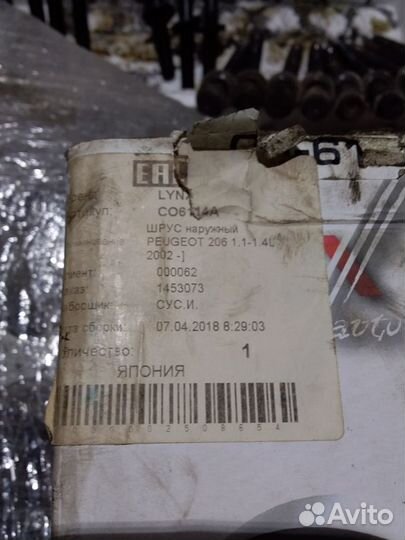 EAC
LYNX
CO6114A
ШРУС наружный
PEUGEOT 206 1.1-1.4L
2002 -]
000062
1453073
СУС.И.
07.04.2018 8:29:03
1
ЯПОНИЯ
auto
Avito